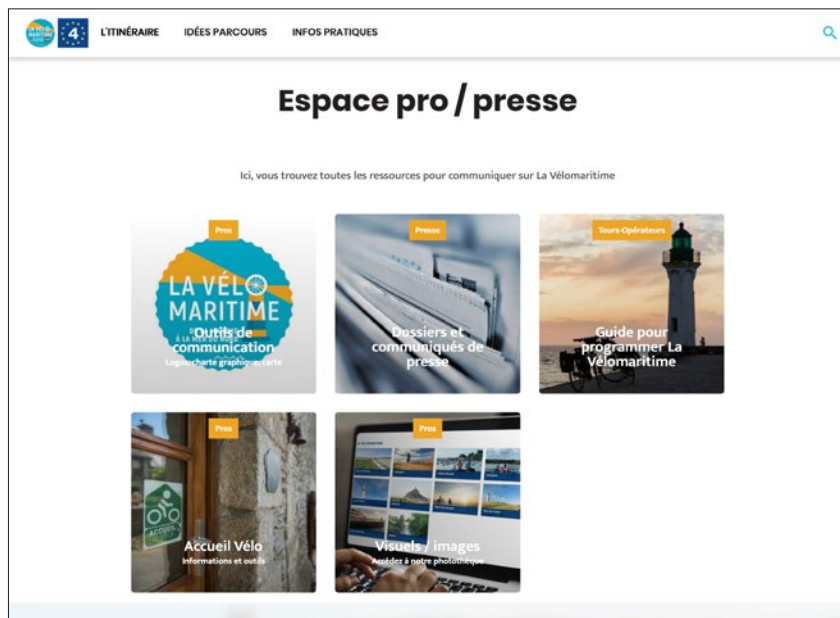 4
L'ITINÉRAIRE
IDÉES PARCOURS
INFOS PRATIQUES
Espace pro / presse
Ici, vous trouvez toutes les ressources pour communiquer sur La Vélomaritime
Pros
LA VÉLO
MARITIME
Outils de
communication
Logos, charte graphique, carte
Presse
Dossiers et
communiqués de
presse
Tours-Opérateurs
Guide pour
programmer La
Vélomaritime
Pros
ACCUEIL
Accueil Vélo
Informations et outils
Pros
Visuels / images
Accédez à notre photothèque